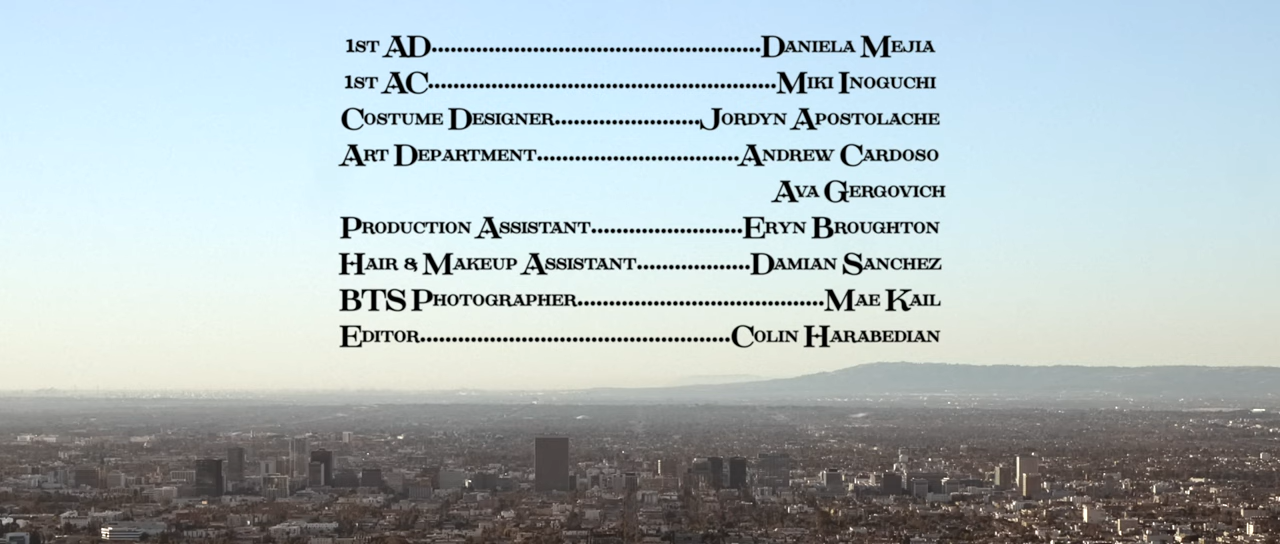 1st AD..........................................................Daniela Mejia
1st AC..........................................................Miki Inoguchi
Costume Designer.........................Jordyn Apostolache
Art Department..................................Andrew Cardoso
Ava Gergovich
Production Assistant..........................Eryn Broughton
Hair & Makeup Assistant...................Damian Sanchez
BTS Photographer..........................................Mae Kail
Editor.....................................................Colin Harabedian